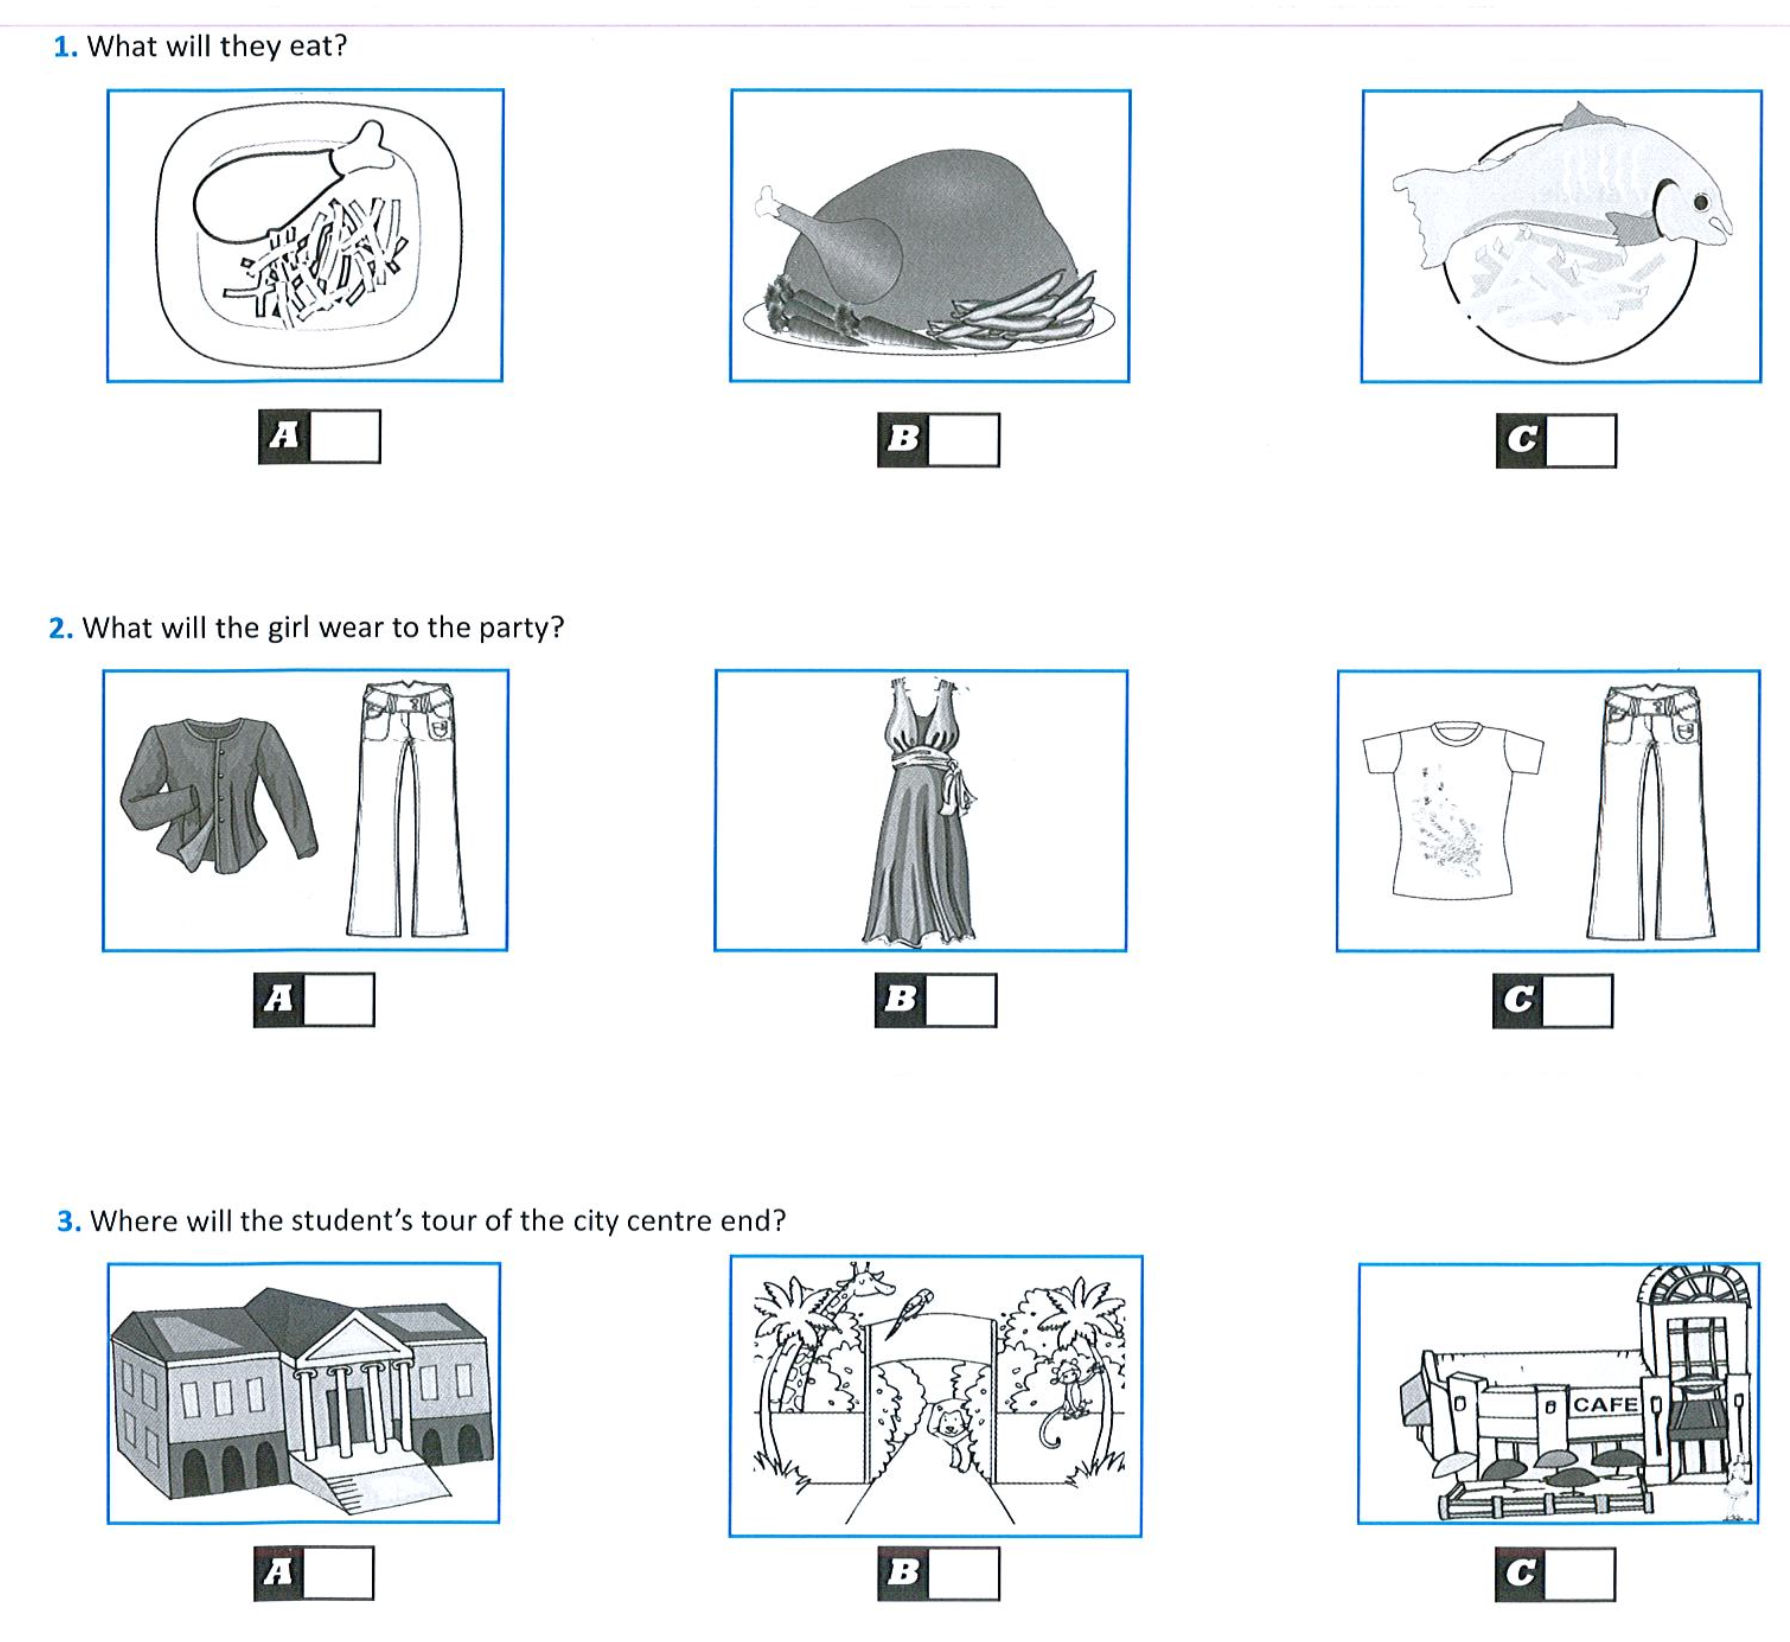 1. What will they eat?
A
B
C
2. What will the girl wear to the party?
A
B
C
3. Where will the student's tour of the city centre end?
CAFE
A
B
C